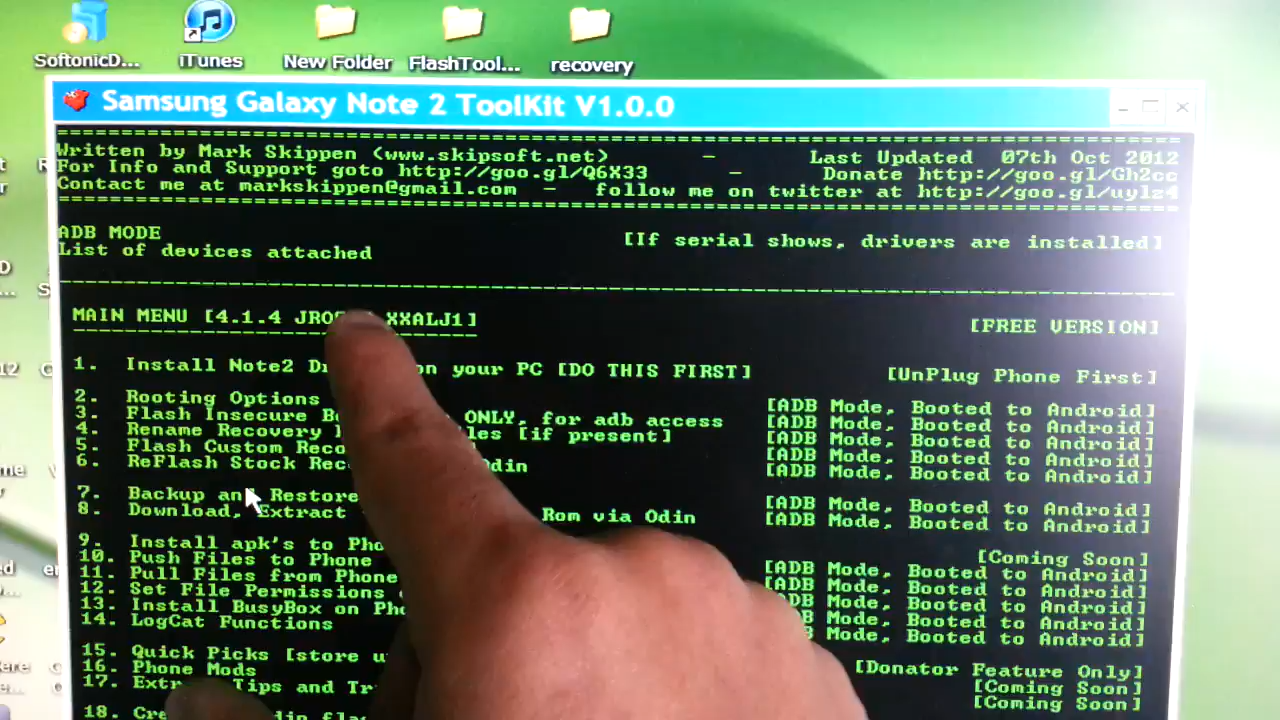 SoftonicD...
iTunes
New Folder
FlashTool...
recovery
Samsung Galaxy Note 2 ToolKit V1.0.0
Written by Mark Skippen (www.skipsoft.net) - Last Updated 07th Oct 2012
For Info and Support goto http://goo.gl/Q6X33 - Donate http://goo.gl/Gh2cc
Contact me at markskippen@gmail.com - follow me on twitter at http://goo.gl/uylz4
ADB MODE
List of devices attached [If serial shows, drivers are installed]
MAIN MENU [4.1.4 XXALJ1] [FREE VERSION]
1. Install Note2 on your PC [DO THIS FIRST] [UnPlug Phone First]
2. Rooting Options [ADB Mode, Booted to Android]
3. Flash Insecure ONLY, for adb access [ADB Mode, Booted to Android]
4. Rename Recovery [if present] [ADB Mode, Booted to Android]
5. Flash Custom [ADB Mode, Booted to Android]
6. ReFlash Stock Odin [ADB Mode, Booted to Android]
7. Backup and Restore [ADB Mode, Booted to Android]
8. Download, Extract Rom via Odin [ADB Mode, Booted to Android]
9. Install apk's to [Coming Soon]
10. Push Files to Phone [ADB Mode, Booted to Android]
11. Pull Files from Phone [ADB Mode, Booted to Android]
12. Set File Permissions Mode, Booted to Android]
13. Install BusyBox on Mode, Booted to Android]
14. LogCat Functions Mode, Booted to Android]
15. Quick Picks [store [Donator Feature Only]
16. Phone Mods [Coming Soon]
17. Tips and [Coming Soon]
18.